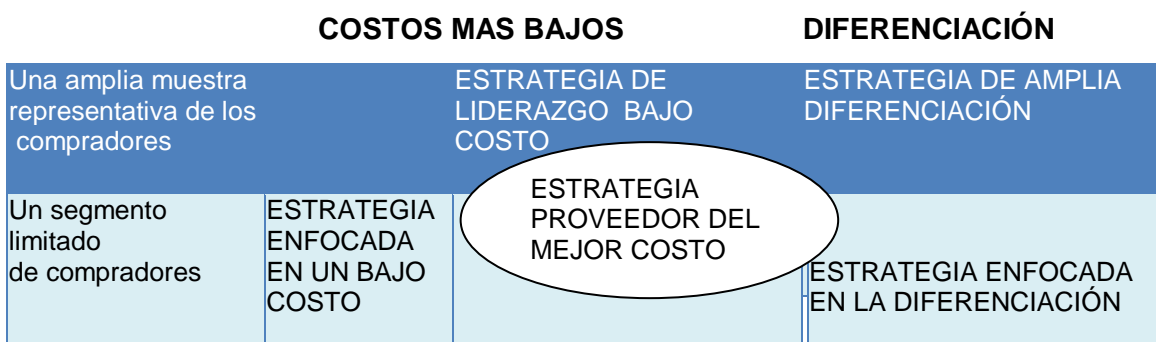 COSTOS MAS BAJOS
DIFERENCIACIÓN
Una amplia muestra
representativa de los
compradores
ESTRATEGIA DE
LIDERAZGO BAJO
COSTO
ESTRATEGIA DE AMPLIA
DIFERENCIACIÓN
Un segmento
limitado
de compradores
ESTRATEGIA
ENFOCADA
EN UN BAJO
COSTO
ESTRATEGIA
PROVEEDOR DEL
MEJOR COSTO
ESTRATEGIA ENFOCADA
EN LA DIFERENCIACIÓN